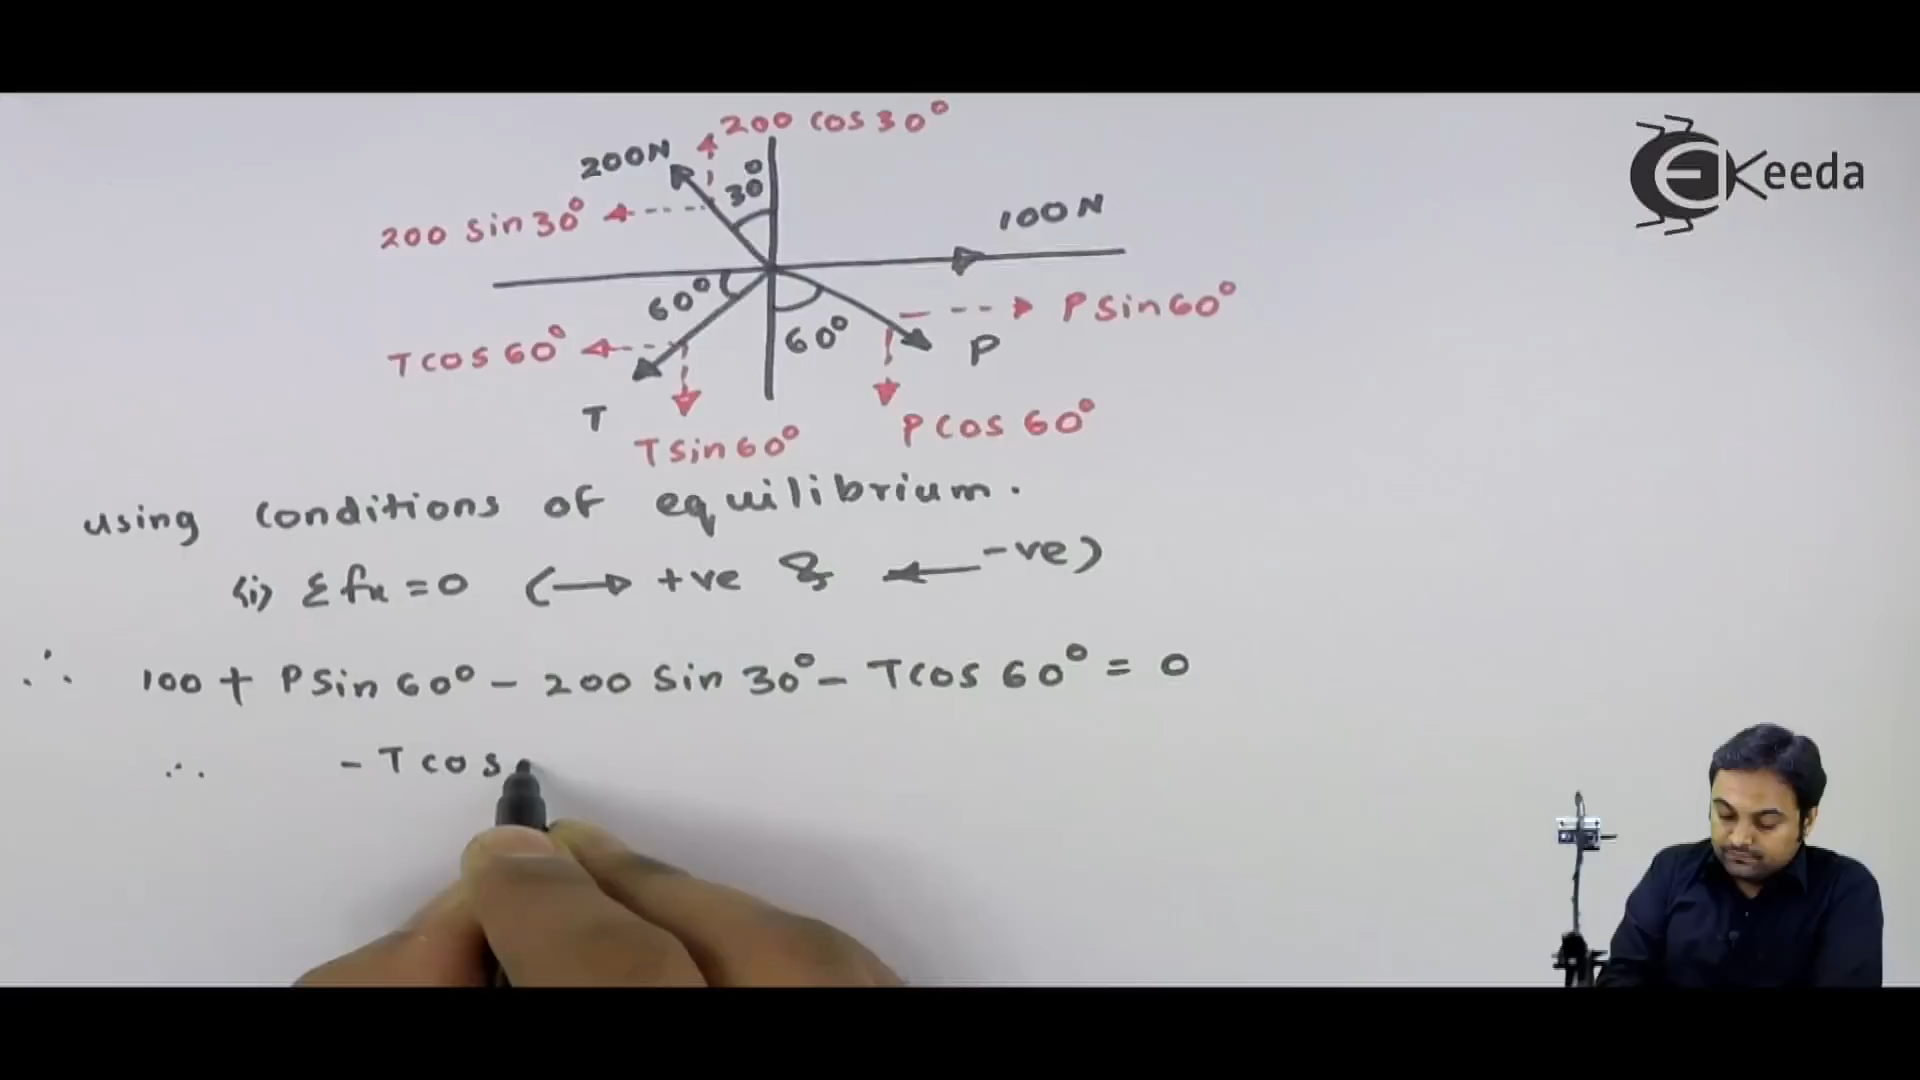 200 cos 30°
200N
30°
Keeda
200 sin 30°
100N
60°
P sin 60°
60°
P
T cos 60°
T
T sin 60°
P cos 60°
using conditions of equilibrium.
(i) Σfx = 0 (→ +ve & ← -ve)
∴ 100 + P sin 60° - 200 sin 30° - T cos 60° = 0
∴ - T cos